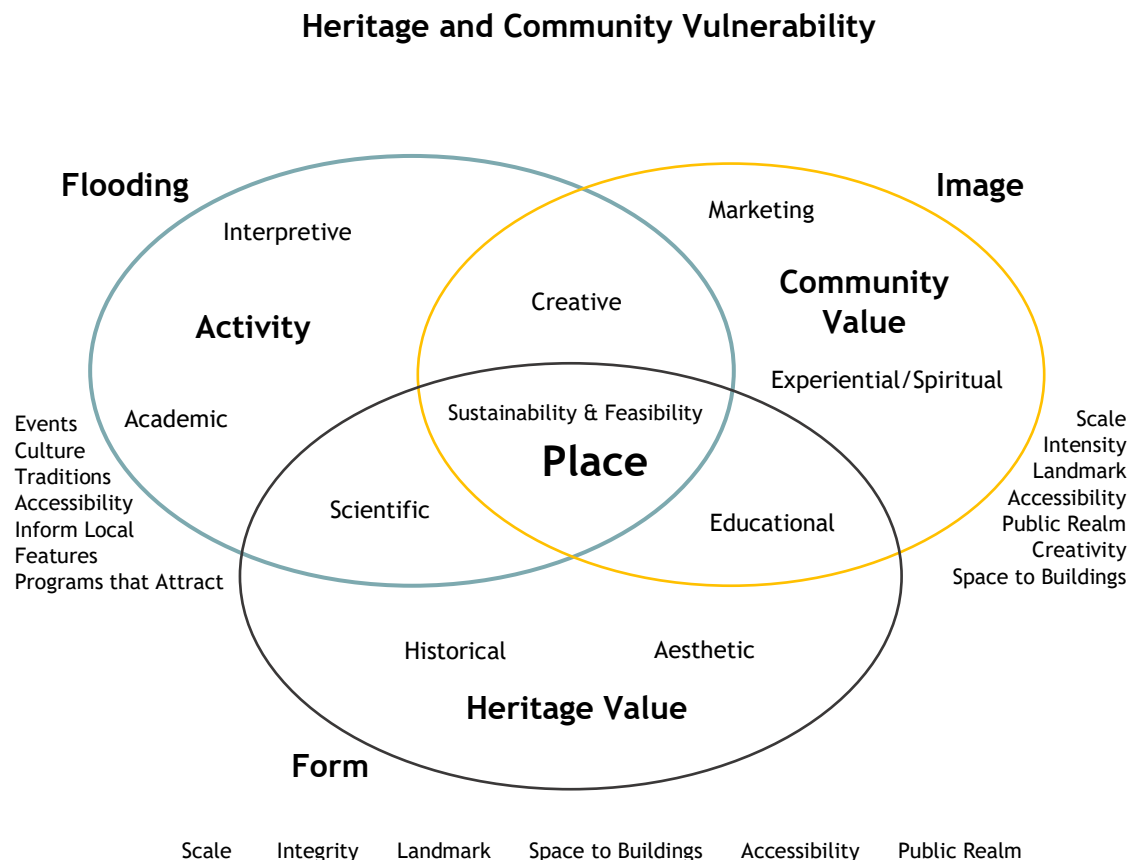 Heritage and Community Vulnerability
Flooding
Image
Interpretive
Marketing
Activity
Creative
Community
Value
Experiential/Spiritual
Academic
Sustainability & Feasibility
Place
Scientific
Educational
Events
Culture
Traditions
Accessibility
Inform Local
Features
Programs that Attract
Scale
Intensity
Landmark
Accessibility
Public Realm
Creativity
Space to Buildings
Historical
Aesthetic
Heritage Value
Form
Scale Integrity Landmark Space to Buildings Accessibility Public Realm